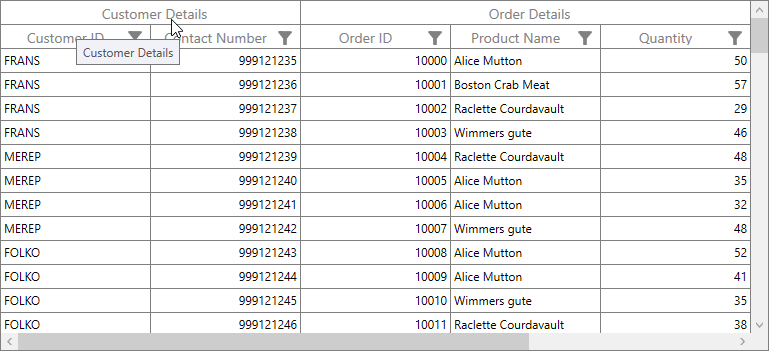 Customer Details Order Details
Customer ID Contact Number Order ID Product Name Quantity
Customer Details
FRANS 999121235 10000 Alice Mutton 50
FRANS 999121236 10001 Boston Crab Meat 57
FRANS 999121237 10002 Raclette Courdavault 29
FRANS 999121238 10003 Wimmers gute 46
MEREP 999121239 10004 Raclette Courdavault 48
MEREP 999121240 10005 Alice Mutton 35
MEREP 999121241 10006 Alice Mutton 32
MEREP 999121242 10007 Wimmers gute 48
FOLKO 999121243 10008 Alice Mutton 52
FOLKO 999121244 10009 Alice Mutton 41
FOLKO 999121245 10010 Wimmers gute 35
FOLKO 999121246 10011 Raclette Courdavault 38